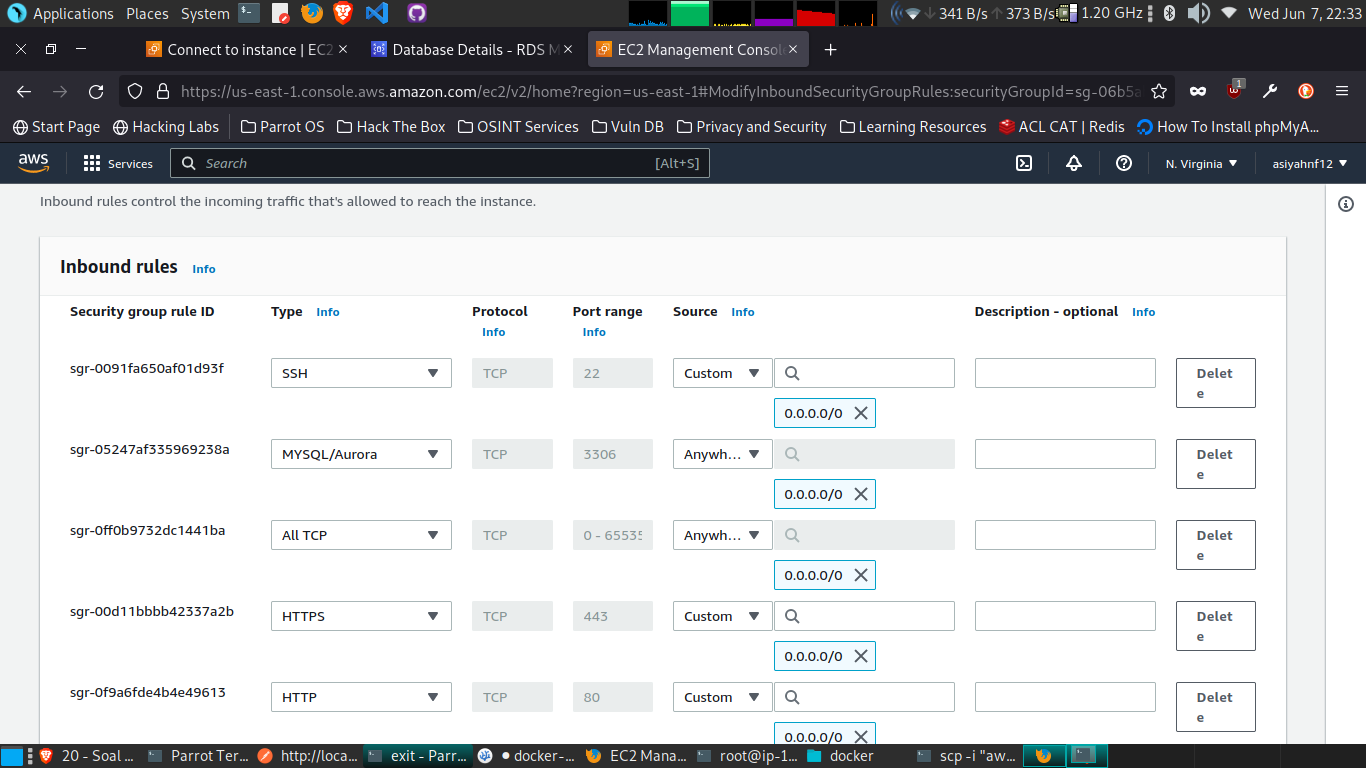 Applications Places System 341 B/s 373 B/s 1.20 GHz Wed Jun 7, 22:33
Connect to instance | EC2 Database Details - RDS M EC2 Management Consol
https://us-east-1.console.aws.amazon.com/ec2/v2/home?region=us-east-1#ModifyInboundSecurityGroupRules:securityGroupId=sg-06b5a 1
Start Page Hacking Labs Parrot OS Hack The Box OSINT Services Vuln DB Privacy and Security Learning Resources ACL CAT | Redis How To Install phpMyA...
aws Services Search [Alt+S] N. Virginia asiyahnf12
Inbound rules control the incoming traffic that's allowed to reach the instance.
Inbound rules Info
Security group rule ID Type Info Protocol Port range Source Info Description - optional Info
Info Info
sgr-0091fa650af01d93f SSH TCP 22 Custom Delet
e
0.0.0.0/0
sgr-05247af335969238a MYSQL/Aurora TCP 3306 Anywh... Delet
e
0.0.0.0/0
sgr-0ff0b9732dc1441ba All TCP TCP 0 - 65535 Anywh... Delet
e
0.0.0.0/0
sgr-00d11bbbb42337a2b HTTPS TCP 443 Custom Delet
e
0.0.0.0/0
sgr-0f9a6fde4b4e49613 HTTP TCP 80 Custom Delet
e
0.0.0.0/0
20 - Soal ... Parrot Ter... http://loca... exit - Parr... • docker-... EC2 Mana... root@ip-1... docker scp -i "aw...